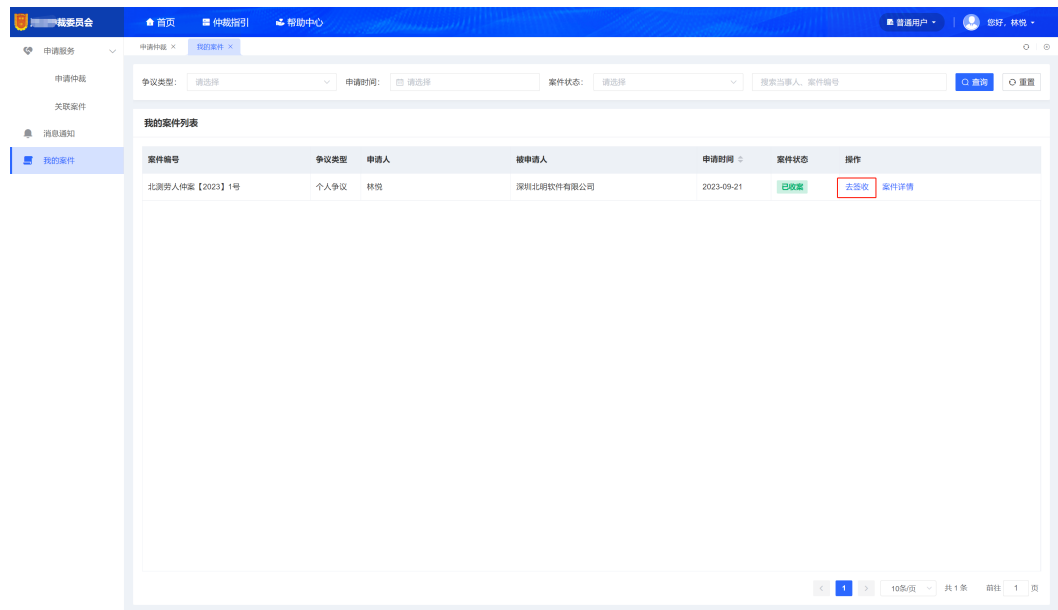 裁委员会 首页 仲裁指引 帮助中心 普通用户 您好，林悦
申请服务
申请仲裁
关联案件
消息通知
我的案件
申请仲裁 × 我的案件 ×
争议类型: 请选择 申请时间: 请选择 案件状态: 请选择 搜索当事人、案件编号 查询 重置
我的案件列表
案件编号 争议类型 申请人 被申请人 申请时间 案件状态 操作
北测劳人仲案【2023】1号 个人争议 林悦 深圳北明软件有限公司 2023-09-21 已收案 去签收 案件详情
< 1 > 10条/页 共 1 条 前往 1 页